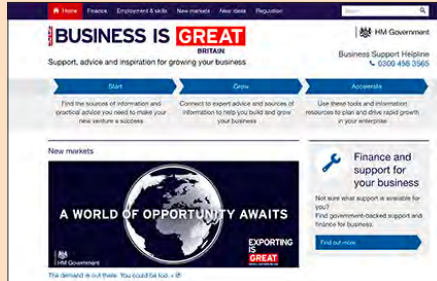 Home Finance Employment & skills New markets New ideas Regulation
BUSINESS IS GREAT
BRITAIN
Support, advice and inspiration for growing your business
HM Government
Business Support Helpline
0300 456 3565
Start
Grow
Accelerate
Find the sources of information and
practical advice you need to make your
new venture a success
Connect to expert advice and sources of
information to help you build and grow
your business
Use these tools and information
resources to plan and drive rapid growth
in your enterprise
New markets
A WORLD OF OPPORTUNITY AWAITS
HM Government
EXPORTING
IS
GREAT
The demand is out there. You could be too.
Finance and
support for
your business
Not sure what support is available for
you?
Find government-backed support and
finance for business.
Find out more